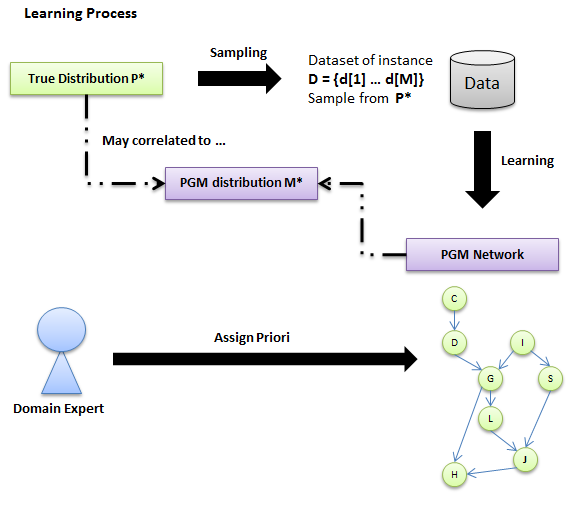 Learning Process
Sampling
True Distribution P*
Dataset of instance
D = {d[1] ... d[M]}
Sample from P*
Data
May correlated to ...
Learning
PGM distribution M*
PGM Network
C
D
I
G
S
L
J
H
Assign Priori
Domain Expert